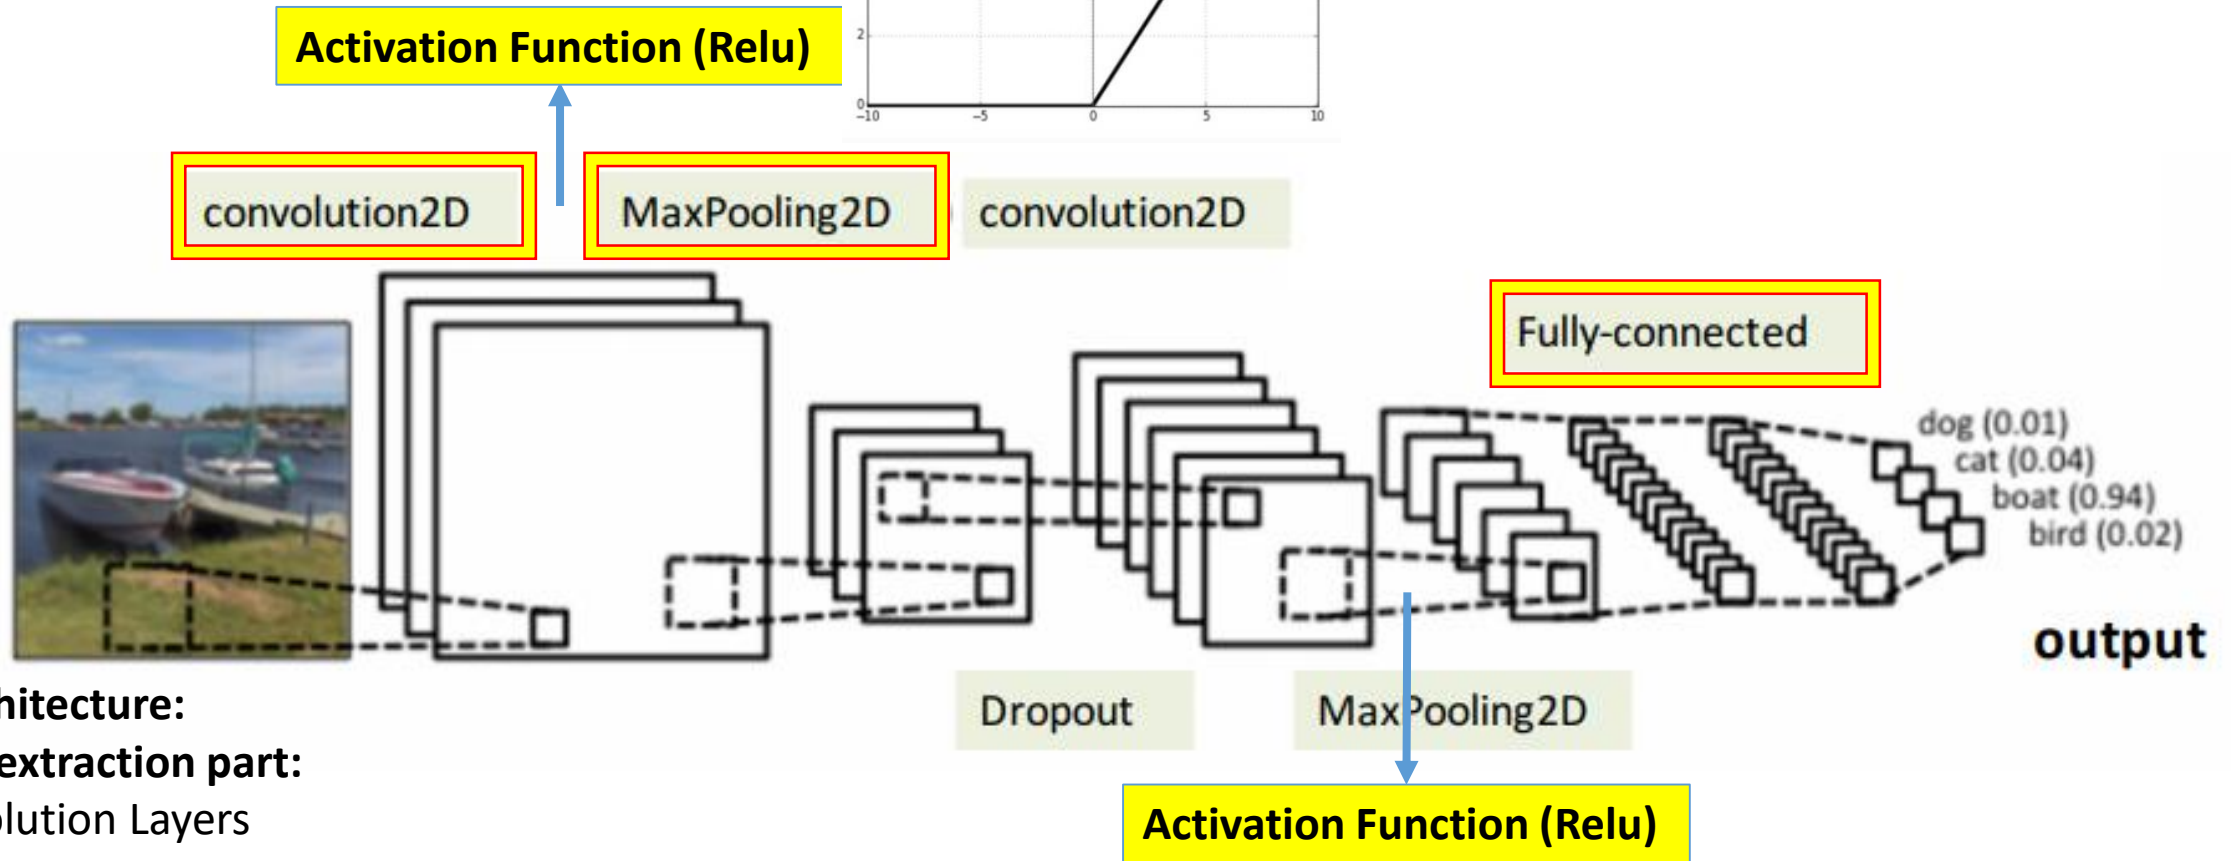 Activation Function (Relu)
2
0
−10 −5 0 5 10
convolution2D MaxPooling2D convolution2D
Fully-connected
dog (0.01)
cat (0.04)
boat (0.94)
bird (0.02)
output
Dropout MaxPooling2D
hitecture:
extraction part:
olution Layers
Activation Function (Relu)